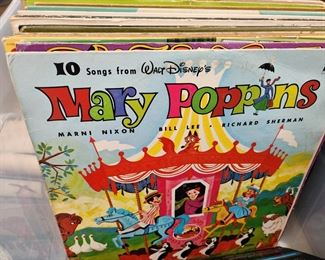 10 Songs from WALT DISNEY'S
Mary Poppins
MARNI NIXON BILL LEE RICHARD SHERMAN